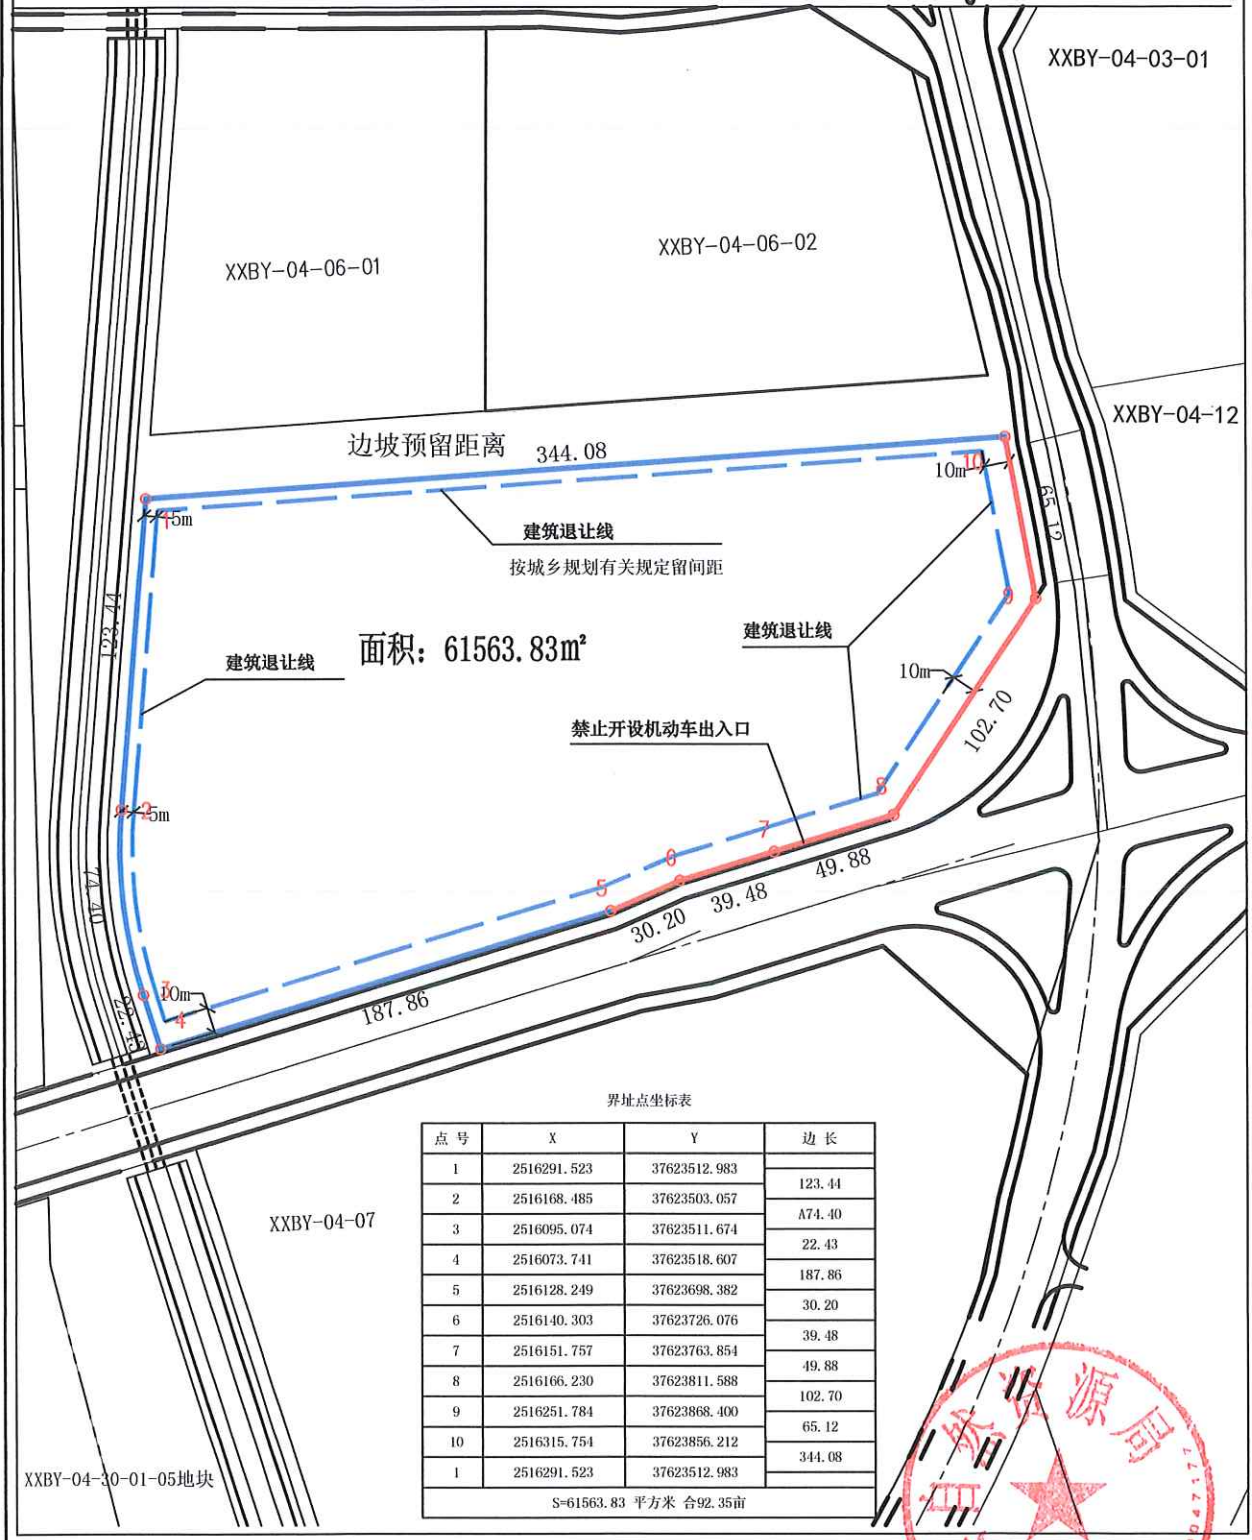 XXBY-04-03-01
XXBY-04-06-01
XXBY-04-06-02
XXBY-04-12
边坡预留距离
344.08
10
10m
1
5m
65.12
建筑退让线
按城乡规划有关规定留间距
123.44
9
建筑退让线
面积：61563.83m²
建筑退让线
10m
102.70
禁止开设机动车出入口
8
2
5m
7
6
49.88
5
39.48
74.40
30.20
3
10m
4
22.43
187.86
界址点坐标表
点号 X Y 边长
1 2516291.523 37623512.983
123.44
2 2516168.485 37623503.057
A74.40
3 2516095.074 37623511.674
22.43
4 2516073.741 37623518.607
187.86
5 2516128.249 37623698.382
30.20
6 2516140.303 37623726.076
39.48
7 2516151.757 37623763.854
49.88
8 2516166.230 37623811.588
102.70
9 2516251.784 37623868.400
65.12
10 2516315.754 37623856.212
344.08
1 2516291.523 37623512.983
S=61563.83 平方米 合92.35亩
XXBY-04-07
XXBY-04-30-01-05地块
自然资源局